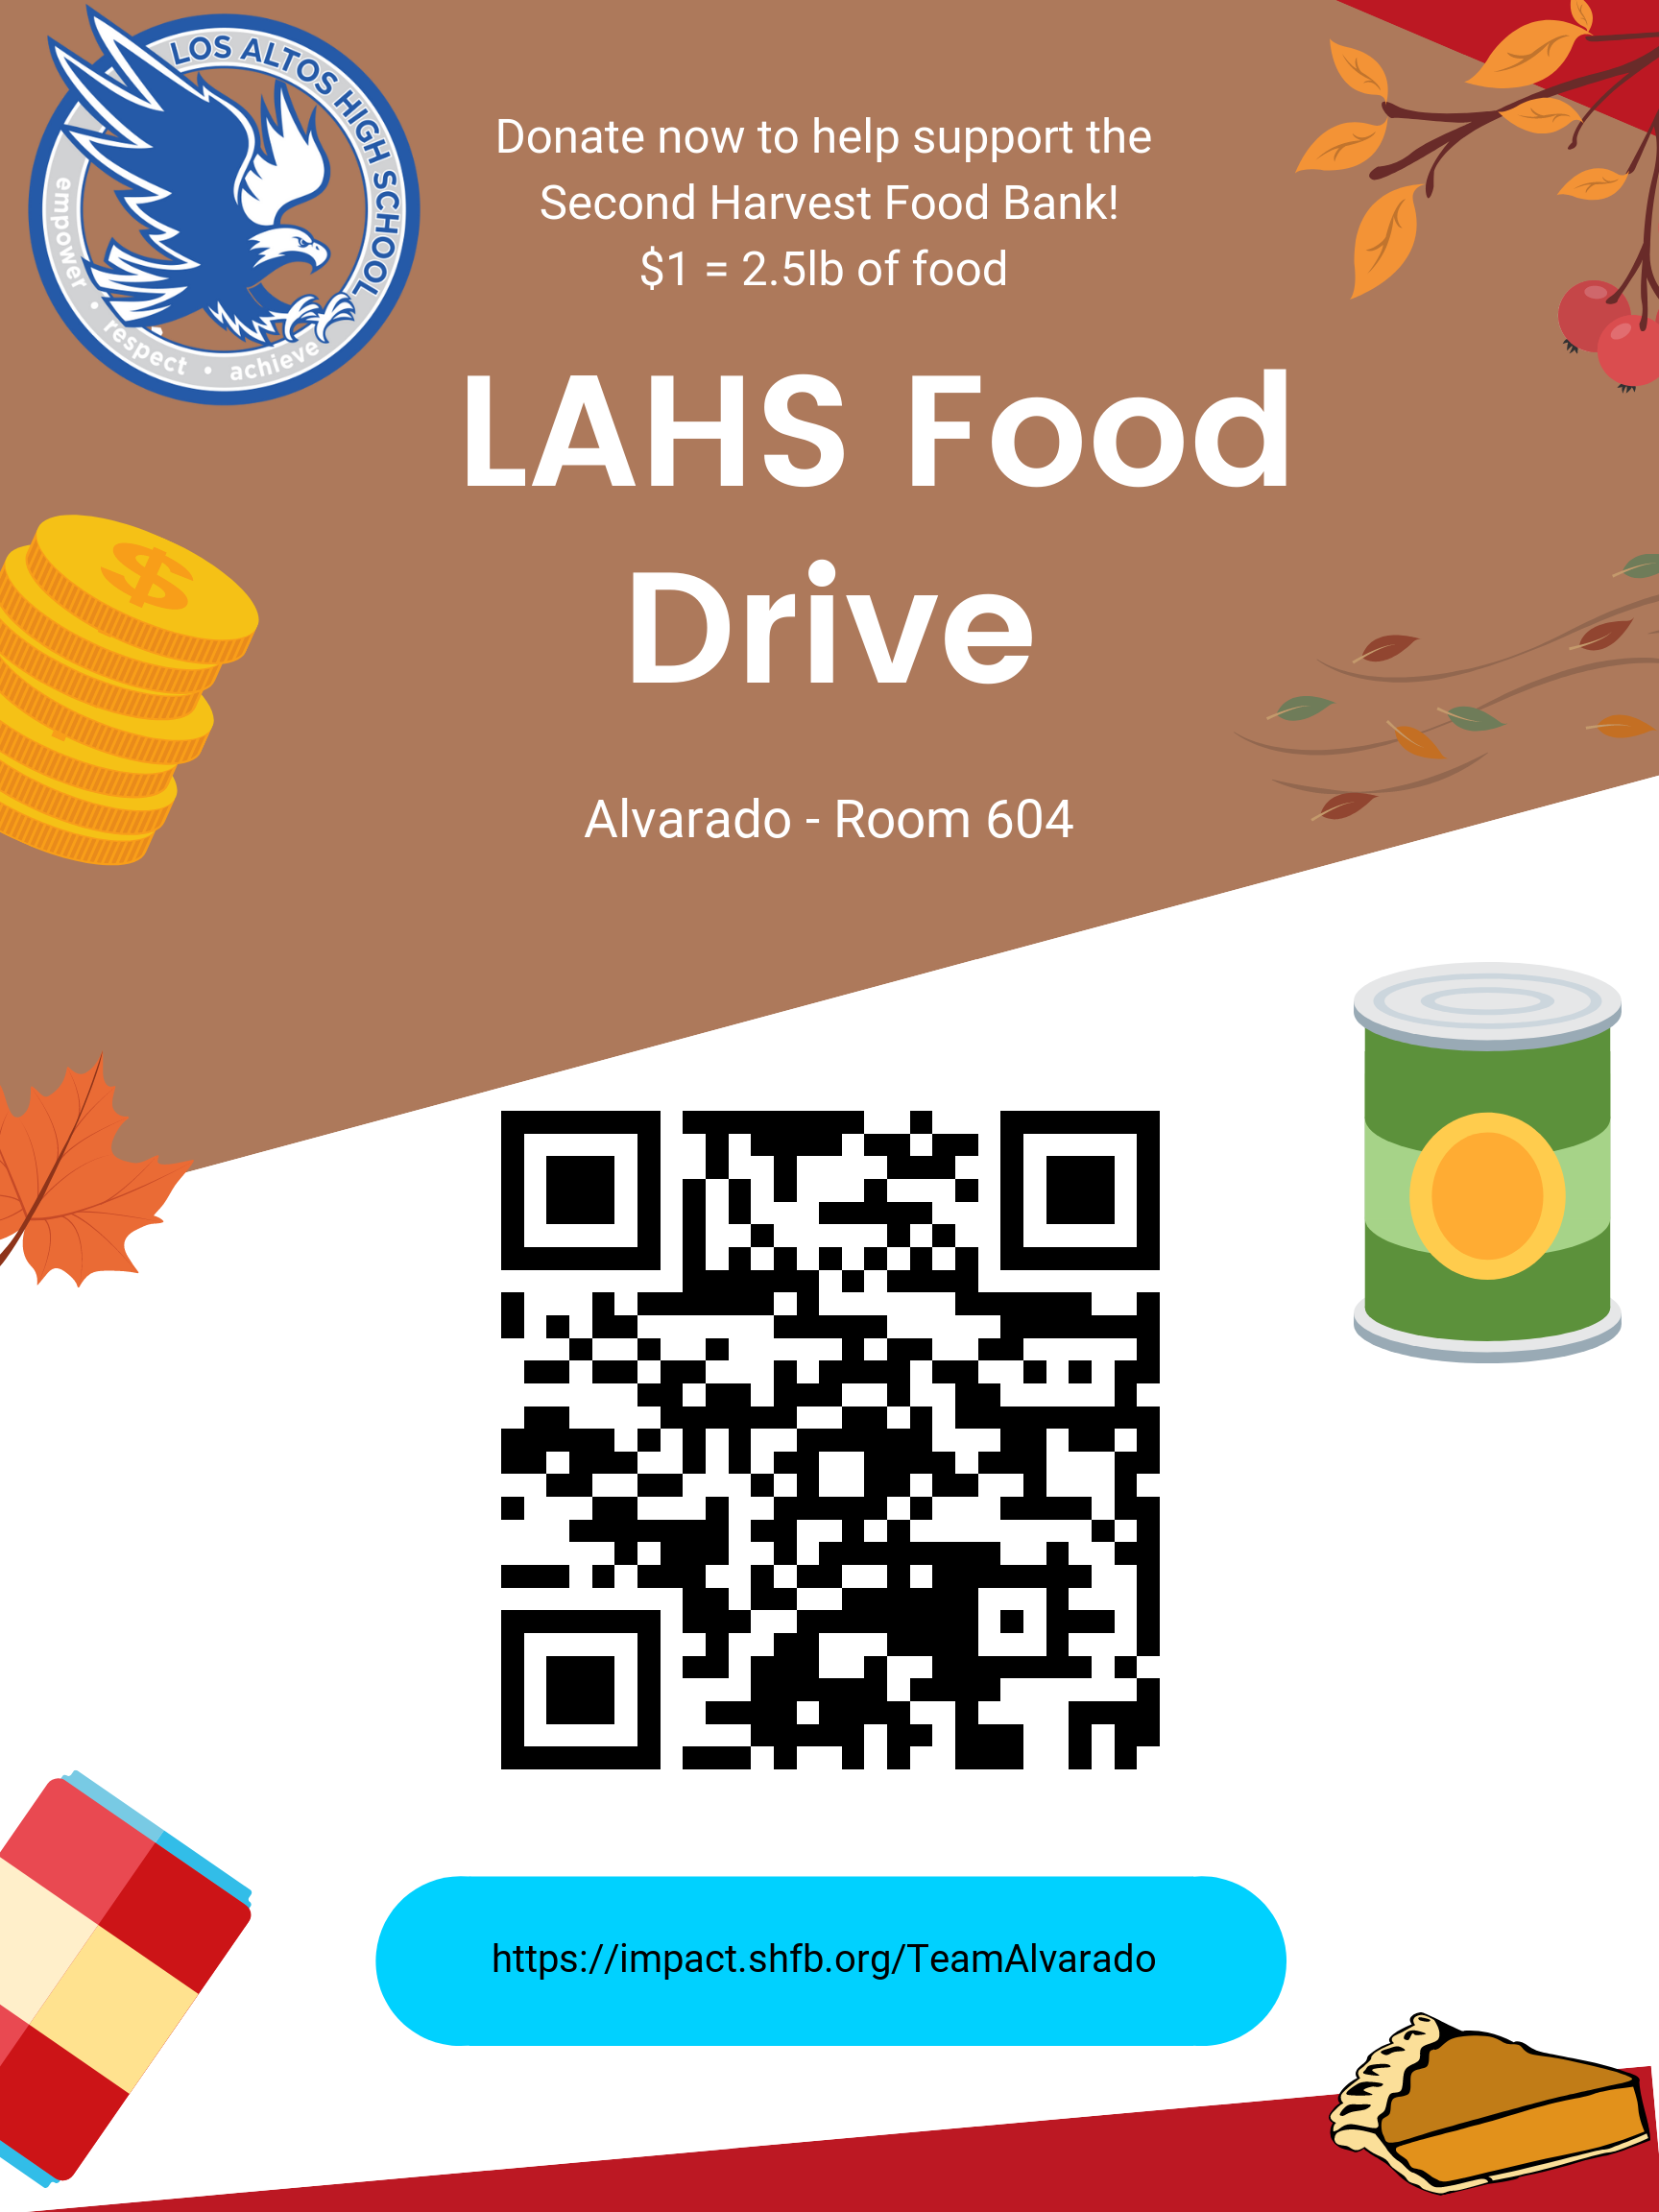 LOS ALTOS HIGH SCHOOL
empower • respect • achieve
Donate now to help support the
Second Harvest Food Bank!
$1 = 2.5lb of food
LAHS Food
Drive
$
Alvarado - Room 604
https://impact.shfb.org/TeamAlvarado